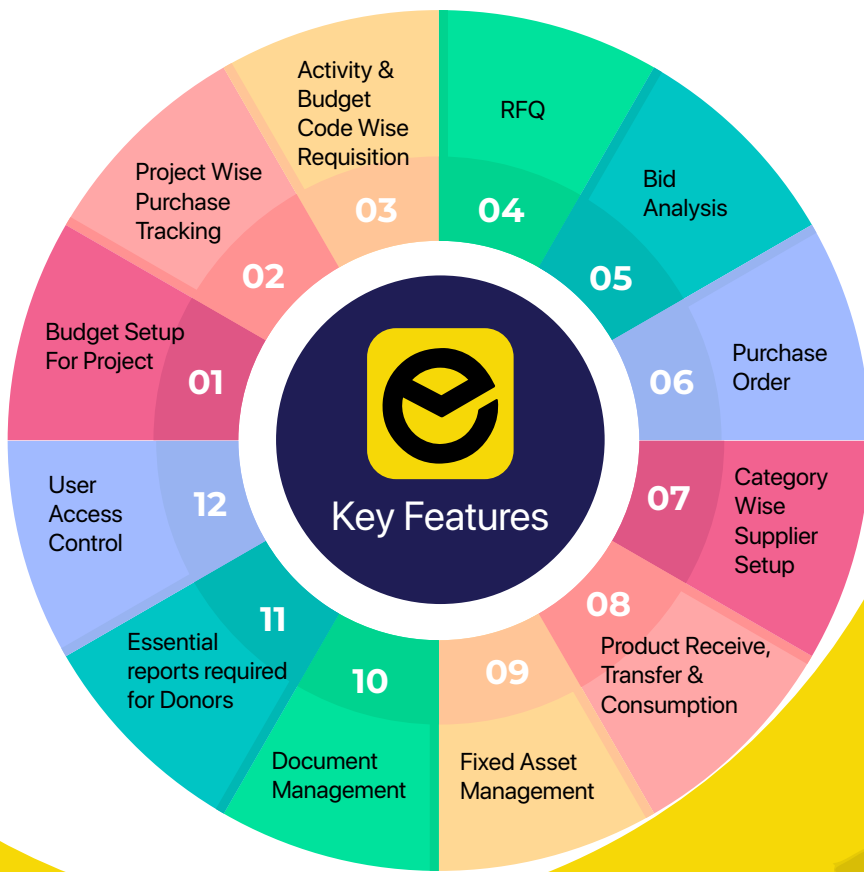 Key Features
01
Budget Setup
For Project
02
Project Wise
Purchase
Tracking
03
Activity &
Budget
Code Wise
Requisition
04
RFQ
05
Bid
Analysis
06
Purchase
Order
07
Category
Wise
Supplier
Setup
08
Product Receive,
Transfer &
Consumption
09
Fixed Asset
Management
10
Document
Management
11
Essential
reports required
for Donors
12
User
Access
Control